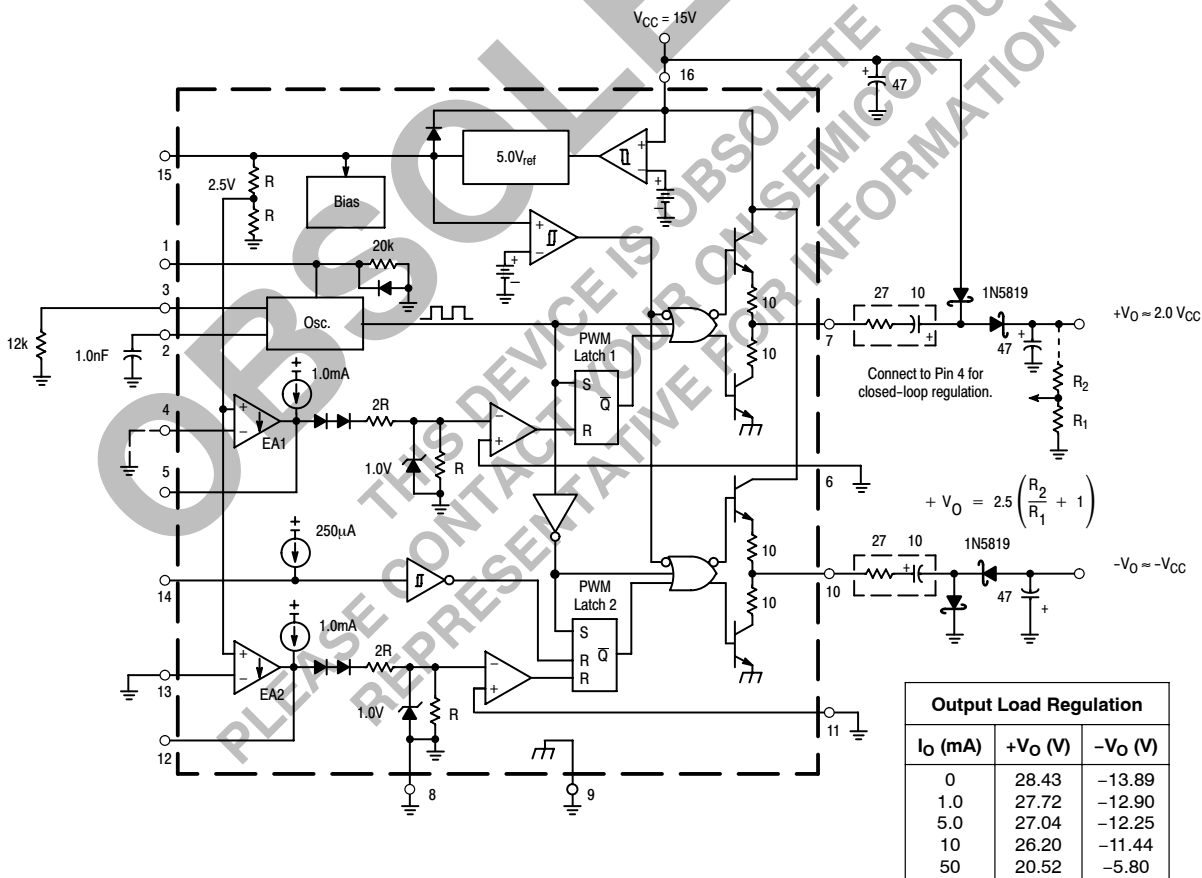 OBSOLE
THIS DEVICE IS OBSOLETE
PLEASE CONTACT YOUR ON SEMICONDU
REPRESENTATIVE FOR INFORMATION
VCC = 15V
16
+
47
15
2.5V
R
R
Bias
5.0Vref
+
−
+
−
+
−
+
−
1
20k
3
Osc.
2
12k
1.0nF
+
1.0mA
4
+
−
EA1
5
2R
1.0V
R
−
+
PWM
Latch 1
S
Q
R
10
10
7
27
10
+
1N5819
47
+
+VO ≈ 2.0 VCC
Connect to Pin 4 for
closed−loop regulation.
R2
R1
6
+ VO = 2.5 (R2/R1 + 1)
+
250µA
14
+
1.0mA
+
−
EA2
13
12
2R
1.0V
R
−
+
PWM
Latch 2
S
R
Q
R
10
10
10
27
10
+
1N5819
47
+
−VO ≈ −VCC
11
8
9
Output Load Regulation
IO (mA) +VO (V) −VO (V)
0 28.43 −13.89
1.0 27.72 −12.90
5.0 27.04 −12.25
10 26.20 −11.44
50 20.52 −5.80